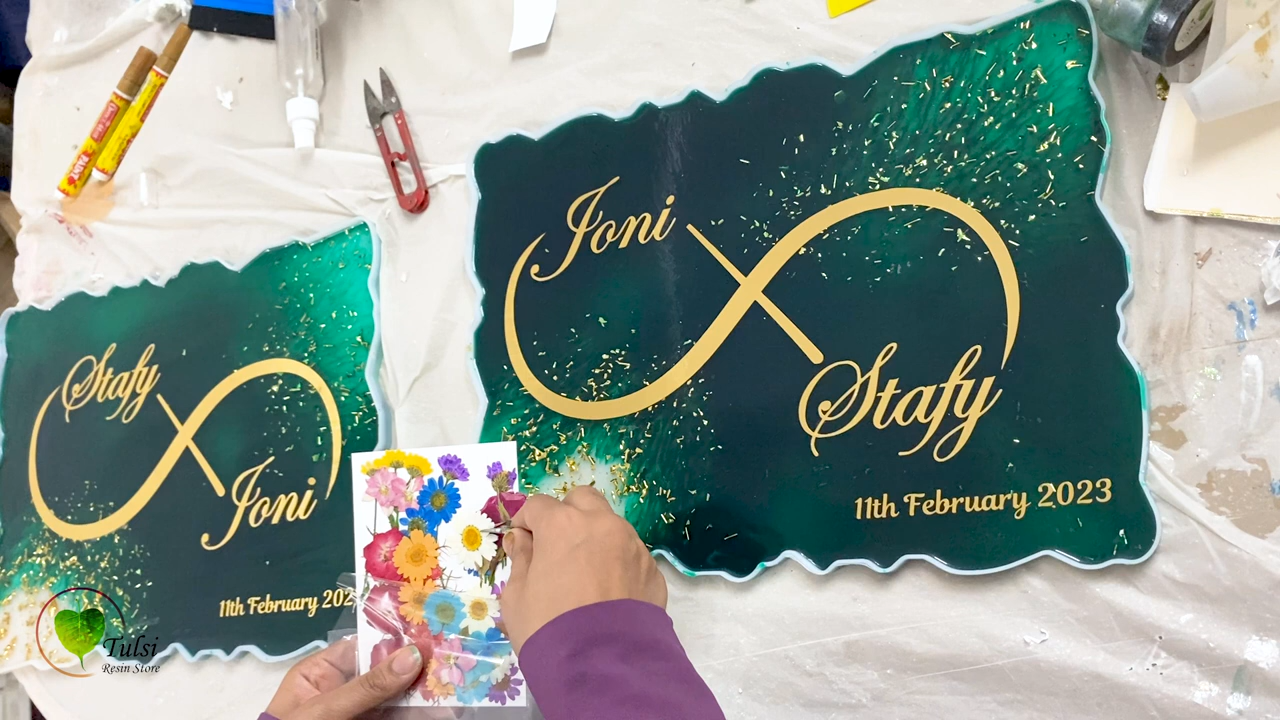 Joni
Stafy
11th February 2023
Stafy
Joni
11th February 202
Tulsi
Resin Store